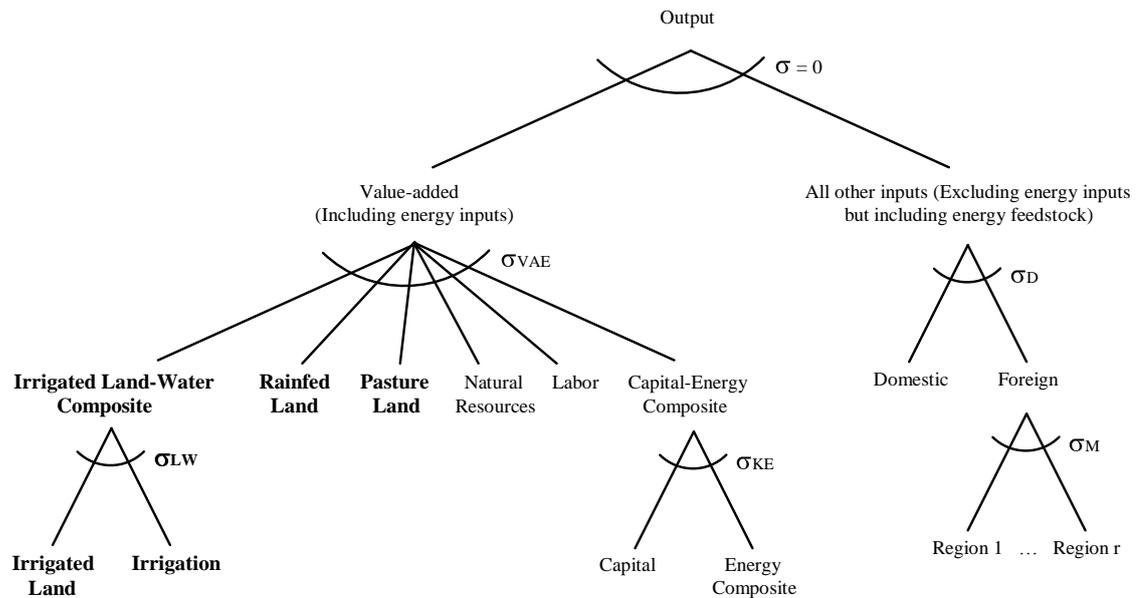 Output
σ = 0
Value-added
(Including energy inputs)
All other inputs (Excluding energy inputs
but including energy feedstock)
σVAE
σD
Irrigated Land-Water
Composite
Rainfed
Land
Pasture
Land
Natural
Resources
Labor
Capital-Energy
Composite
Domestic
Foreign
σLW
σKE
σM
Irrigated
Land
Irrigation
Capital
Energy
Composite
Region 1 … Region r